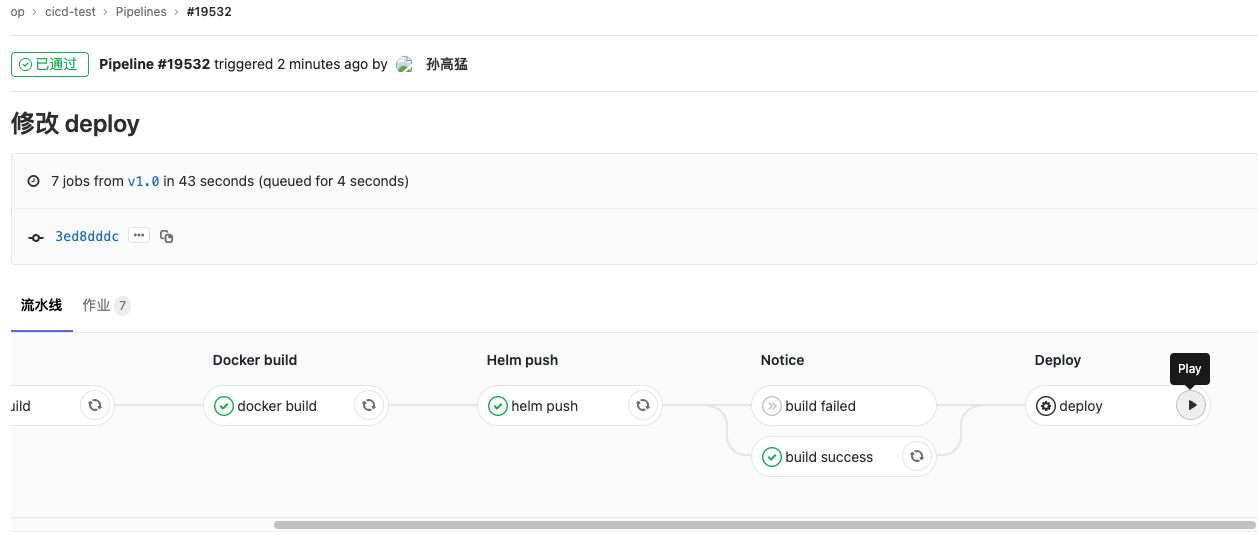 op > cicd-test > Pipelines > #19532
已通过 Pipeline #19532 triggered 2 minutes ago by 孙高猛
修改 deploy
7 jobs from v1.0 in 43 seconds (queued for 4 seconds)
3ed8dddc
流水线 作业 7
Docker build Helm push Notice Deploy
Play
docker build helm push build failed deploy
build success